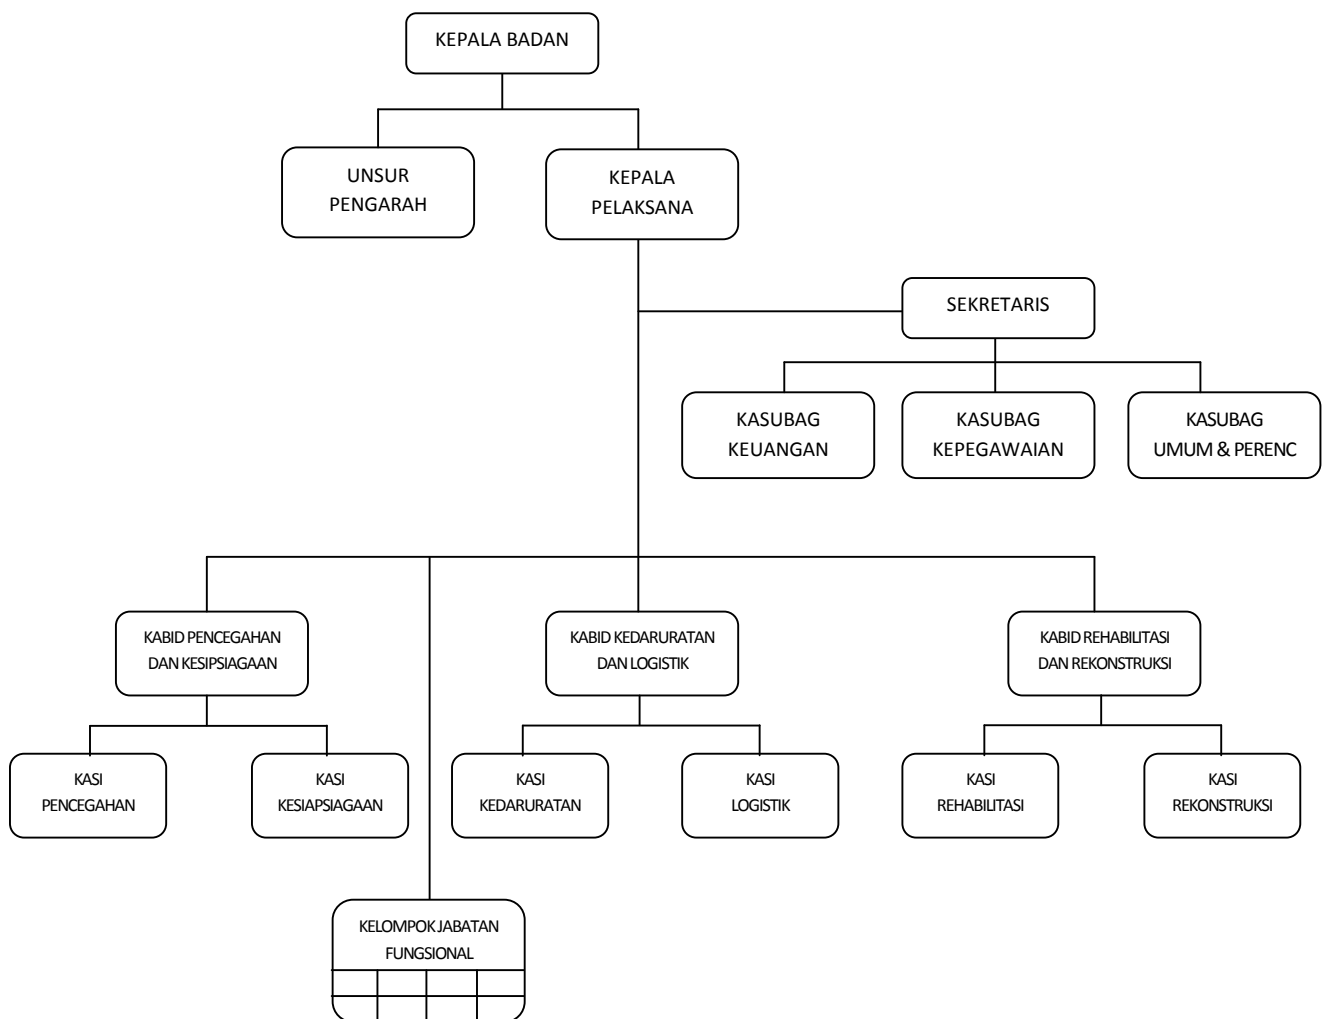 KEPALA BADAN
UNSUR
PENGARAH
KEPALA
PELAKSANA
SEKRETARIS
KASUBAG
KEUANGAN
KASUBAG
KEPEGAWAIAN
KASUBAG
UMUM & PERENC
KABID PENCEGAHAN
DAN KESIPSIAGAAN
KABID KEDARURATAN
DAN LOGISTIK
KABID REHABILITASI
DAN REKONSTRUKSI
KASI
PENCEGAHAN
KASI
KESIAPSIAGAAN
KASI
KEDARURATAN
KASI
LOGISTIK
KASI
REHABILITASI
KASI
REKONSTRUKSI
KELOMPOK JABATAN
FUNGSIONAL